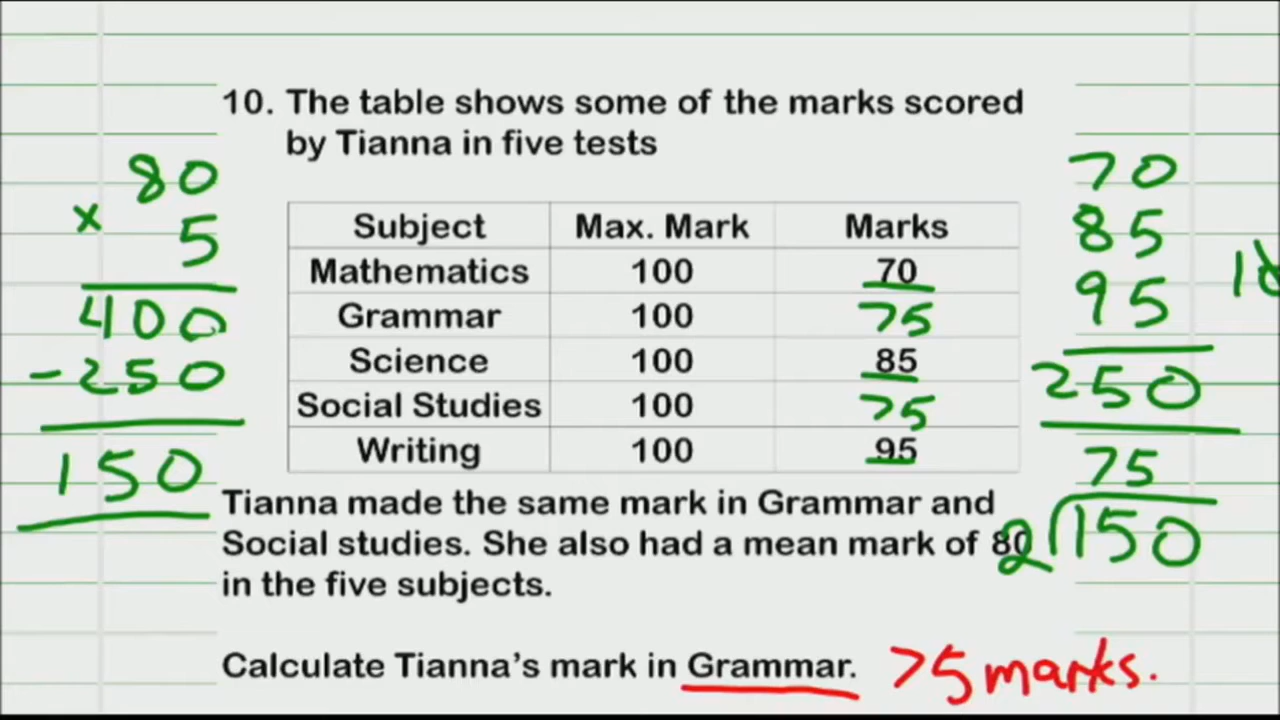 10. The table shows some of the marks scored
by Tianna in five tests
80
x 5
400
-250
150
Subject Max. Mark Marks
Mathematics 100 70
Grammar 100 75
Science 100 85
Social Studies 100 75
Writing 100 95
70
85
95
250
75
2 150
Tianna made the same mark in Grammar and
Social studies. She also had a mean mark of 80
in the five subjects.
Calculate Tianna's mark in Grammar. 75 marks.